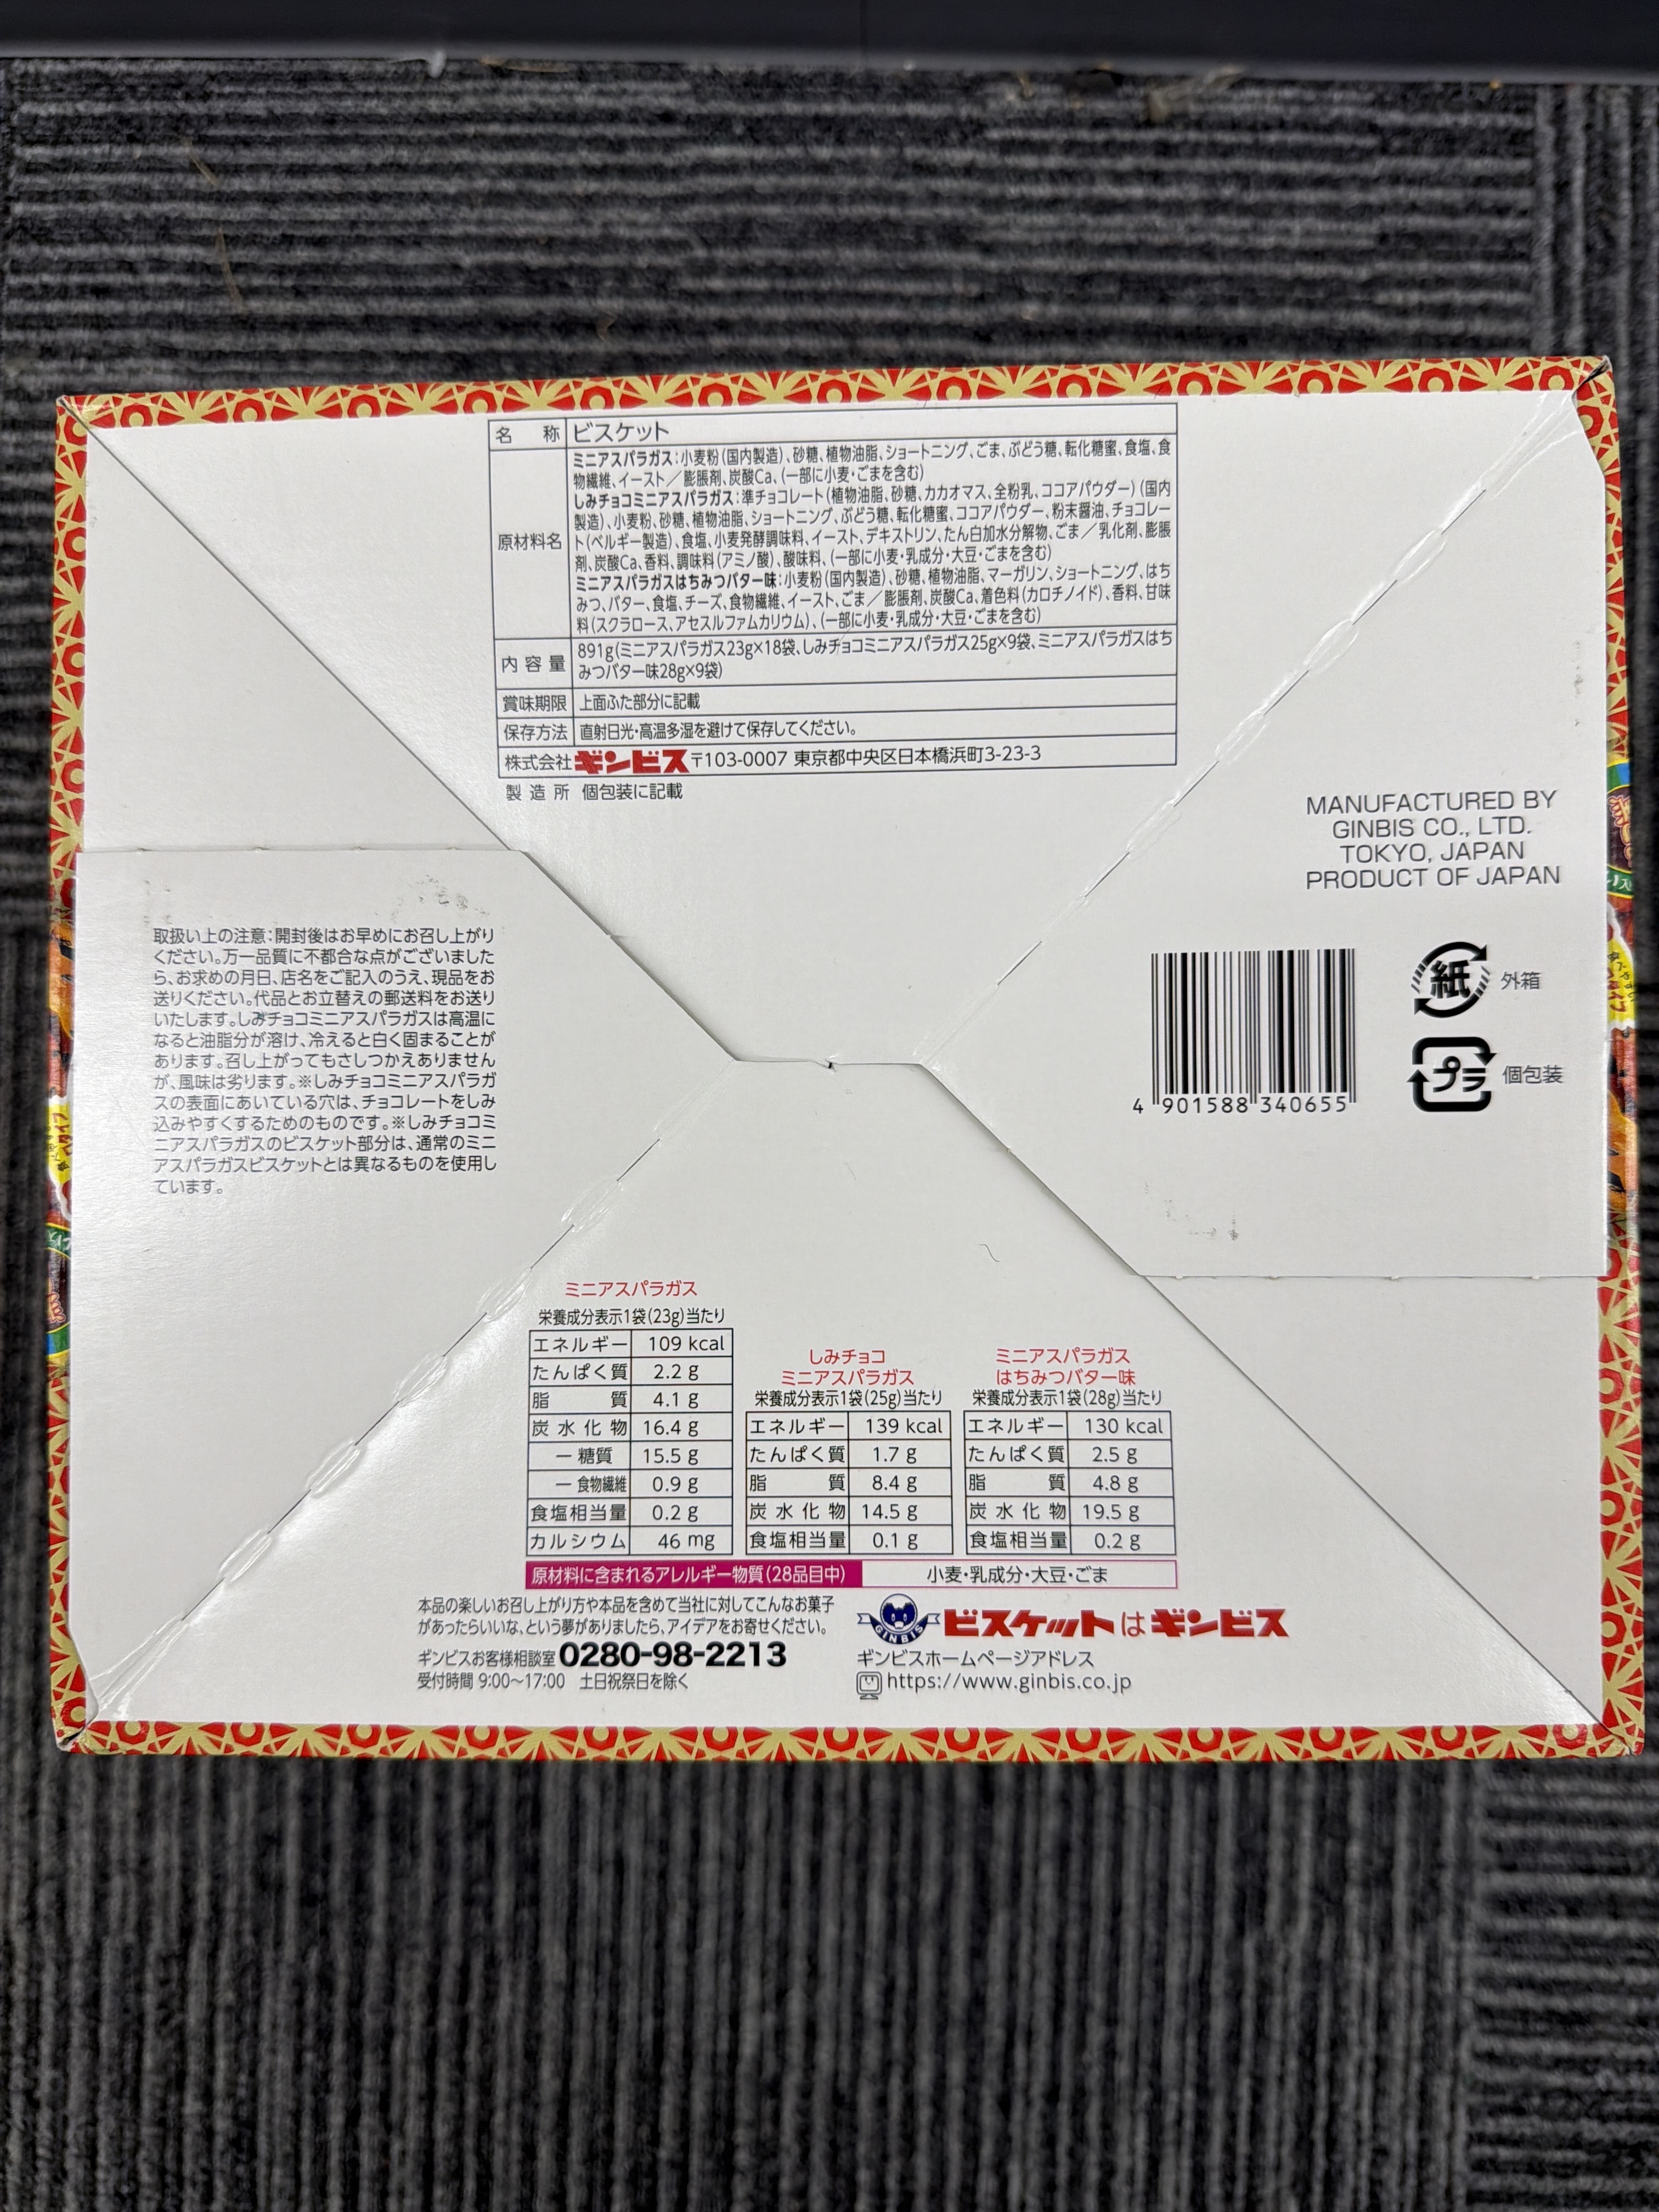 名 称 ビスケット
原材料名
ミニアスパラガス:小麦粉(国内製造)、砂糖、植物油脂、ショートニング、ごま、ぶどう糖、転化糖蜜、食塩、食
物繊維、イースト/膨脹剤、炭酸Ca、(一部に小麦・ごまを含む)
しみチョコミニアスパラガス:準チョコレート(植物油脂、砂糖、カカオマス、全粉乳、ココアパウダー)(国内
製造)、小麦粉、砂糖、植物油脂、ショートニング、ぶどう糖、転化糖蜜、ココアパウダー、粉末醤油、チョコレー
ト(ベルギー製造)、食塩、小麦発酵調味料、イースト、デキストリン、たん白加水分解物、ごま/乳化剤、膨脹
剤、炭酸Ca、香料、調味料(アミノ酸)、酸味料、(一部に小麦・乳成分・大豆・ごまを含む)
ミニアスパラガスはちみつバター味:小麦粉(国内製造)、砂糖、植物油脂、マーガリン、ショートニング、はち
みつ、バター、食塩、チーズ、食物繊維、イースト、ごま/膨脹剤、炭酸Ca、着色料(カロチノイド)、香料、甘味
料(スクラロース、アセスルファムカリウム)、(一部に小麦・乳成分・大豆・ごまを含む)
内容量 891g(ミニアスパラガス23g×18袋、しみチョコミニアスパラガス25g×9袋、ミニアスパラガスはち
みつバター味28g×9袋)
賞味期限 上面ふた部分に記載
保存方法 直射日光・高温多湿を避けて保存してください。
株式会社ギンビス 〒103-0007 東京都中央区日本橋浜町3-23-3
製造所 個包装に記載
MANUFACTURED BY
GINBIS CO., LTD.
TOKYO, JAPAN
PRODUCT OF JAPAN
取扱い上の注意:開封後はお早めにお召し上がり
ください。万一品質に不都合な点がございました
ら、お求めの月日、店名をご記入のうえ、現品をお
送りください。代品とお立替えの郵送料をお送り
いたします。しみチョコミニアスパラガスは高温に
なると油脂分が溶け、冷えると白く固まることが
あります。召し上がってもさしつかえありません
が、風味は劣ります。※しみチョコミニアスパラガ
スの表面にあいている穴は、チョコレートをしみ
込みやすくするためのものです。※しみチョコミ
ニアスパラガスのビスケット部分は、通常のミニ
アスパラガスビスケットとは異なるものを使用し
ています。
4 901588 340655
紙 外箱
プラ 個包装
ミニアスパラガス
栄養成分表示1袋(23g)当たり
エネルギー 109 kcal
たんぱく質 2.2 g
脂 質 4.1 g
炭水化物 16.4 g
ー糖質 15.5 g
ー食物繊維 0.9 g
食塩相当量 0.2 g
カルシウム 46 mg
しみチョコ
ミニアスパラガス
栄養成分表示1袋(25g)当たり
エネルギー 139 kcal
たんぱく質 1.7 g
脂 質 8.4 g
炭水化物 14.5 g
食塩相当量 0.1 g
ミニアスパラガス
はちみつバター味
栄養成分表示1袋(28g)当たり
エネルギー 130 kcal
たんぱく質 2.5 g
脂 質 4.8 g
炭水化物 19.5 g
食塩相当量 0.2 g
原材料に含まれるアレルギー物質(28品目中) 小麦・乳成分・大豆・ごま
本品の楽しいお召し上がり方や本品を含めて当社に対してこんなお菓子
があったらいいな、という夢がありましたら、アイデアをお寄せください。
ギンビスお客様相談室 0280-98-2213
受付時間 9:00〜17:00 土日祝祭日を除く
GINBIS ビスケットはギンビス
ギンビスホームページアドレス
https://www.ginbis.co.jp